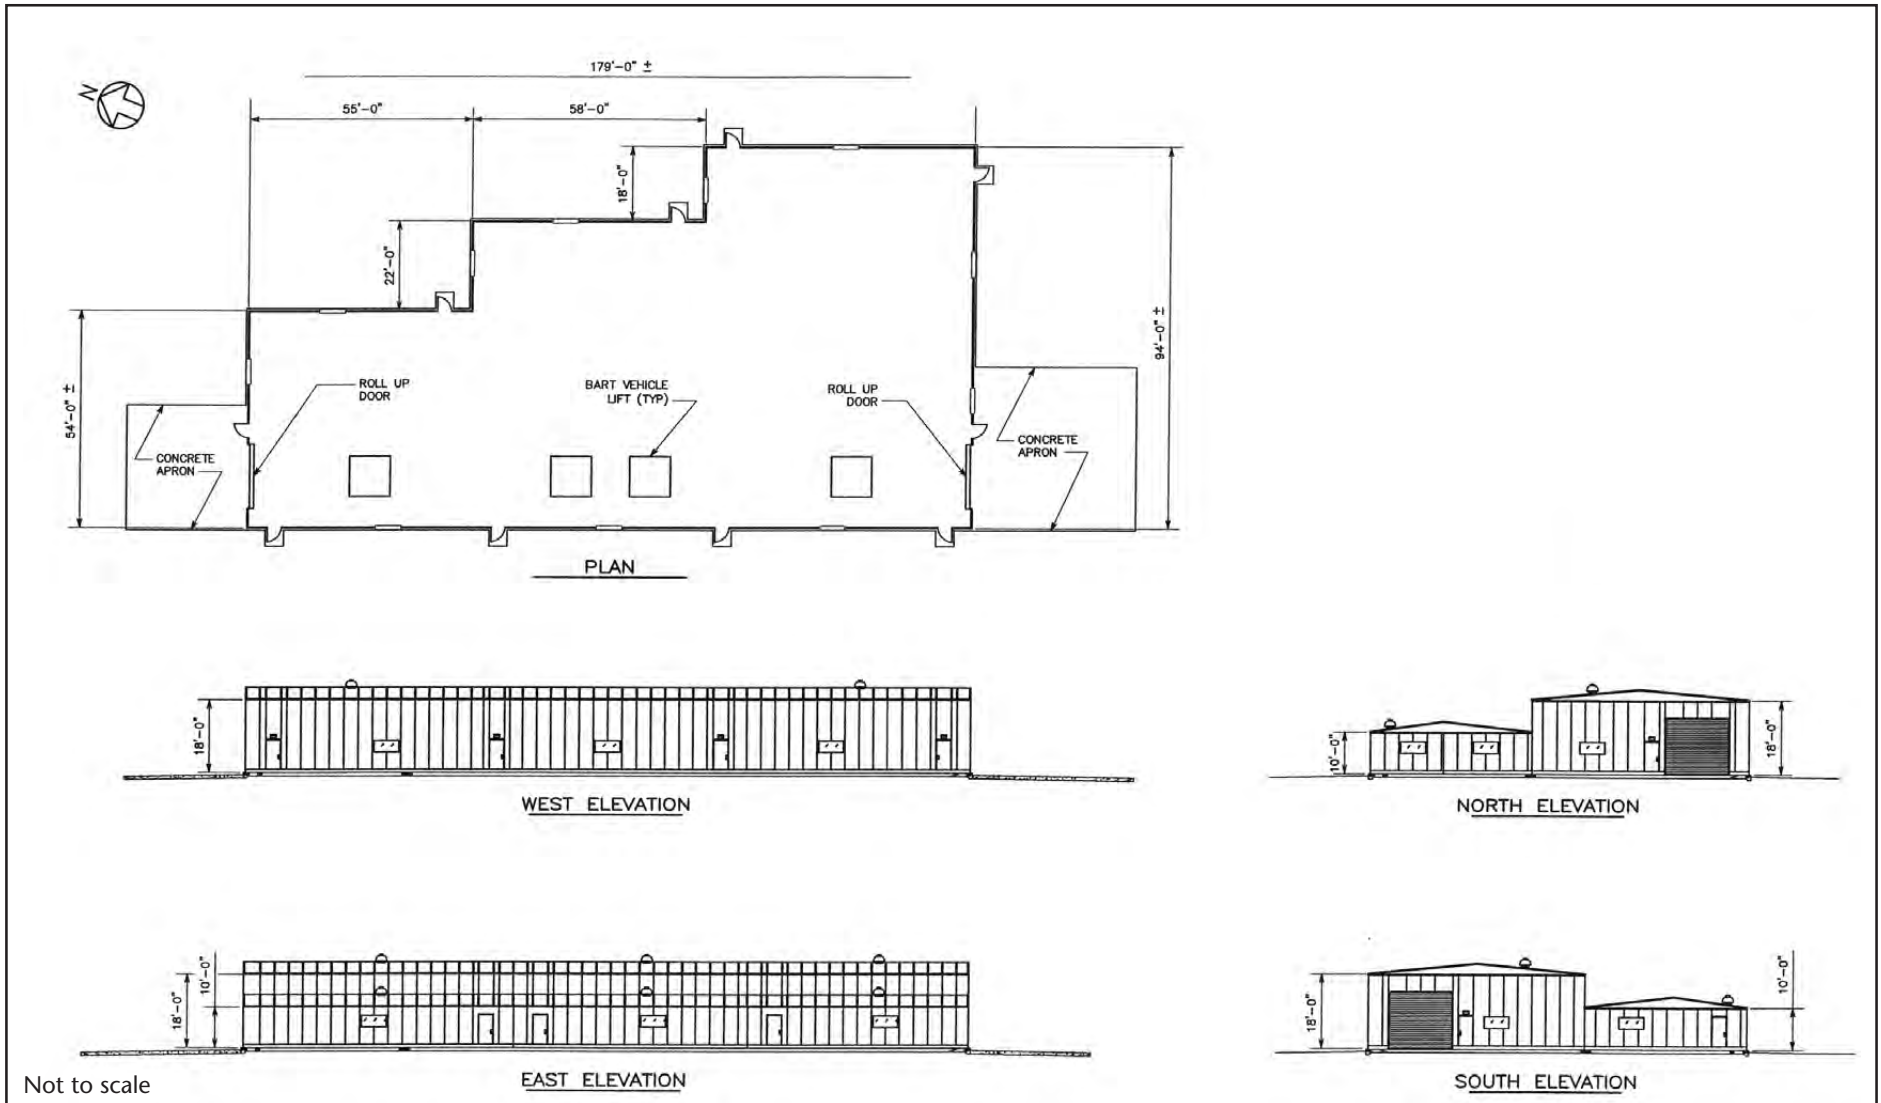 179'-0" ±
N
55'-0"
58'-0"
18'-0"
22'-0"
54'-0" ±
94'-0" ±
ROLL UP
DOOR
BART VEHICLE
LIFT (TYP)
ROLL UP
DOOR
CONCRETE
APRON
CONCRETE
APRON
PLAN
18'-0"
WEST ELEVATION
10'-0"
18'-0"
NORTH ELEVATION
18'-0"
10'-0"
EAST ELEVATION
18'-0"
10'-0"
SOUTH ELEVATION
Not to scale